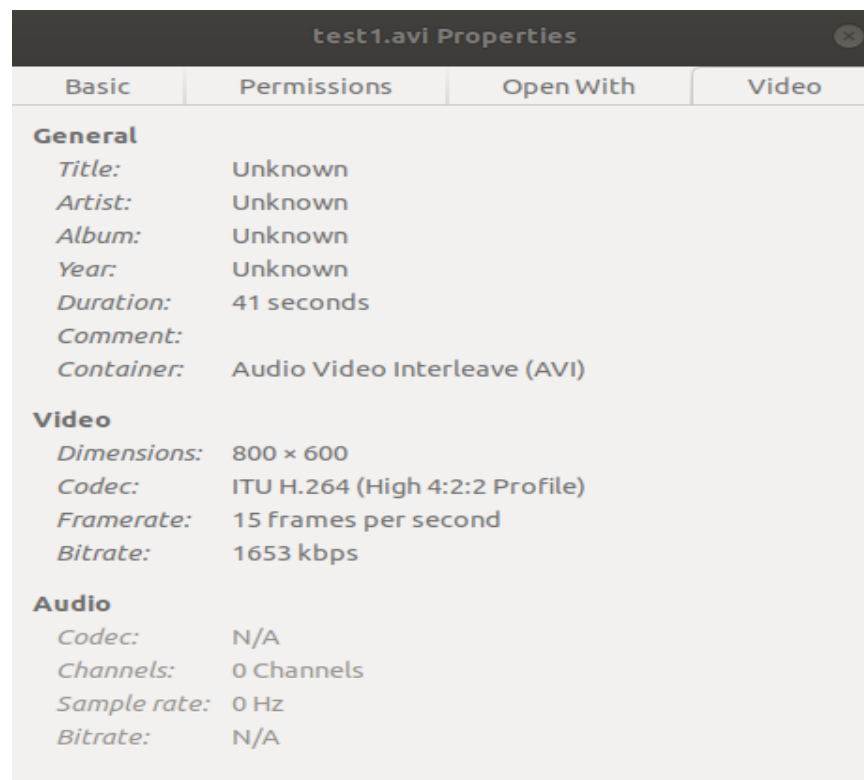 test1.avi Properties
Basic Permissions Open With Video
General
Title: Unknown
Artist: Unknown
Album: Unknown
Year: Unknown
Duration: 41 seconds
Comment:
Container: Audio Video Interleave (AVI)
Video
Dimensions: 800 × 600
Codec: ITU H.264 (High 4:2:2 Profile)
Framerate: 15 frames per second
Bitrate: 1653 kbps
Audio
Codec: N/A
Channels: 0 Channels
Sample rate: 0 Hz
Bitrate: N/A